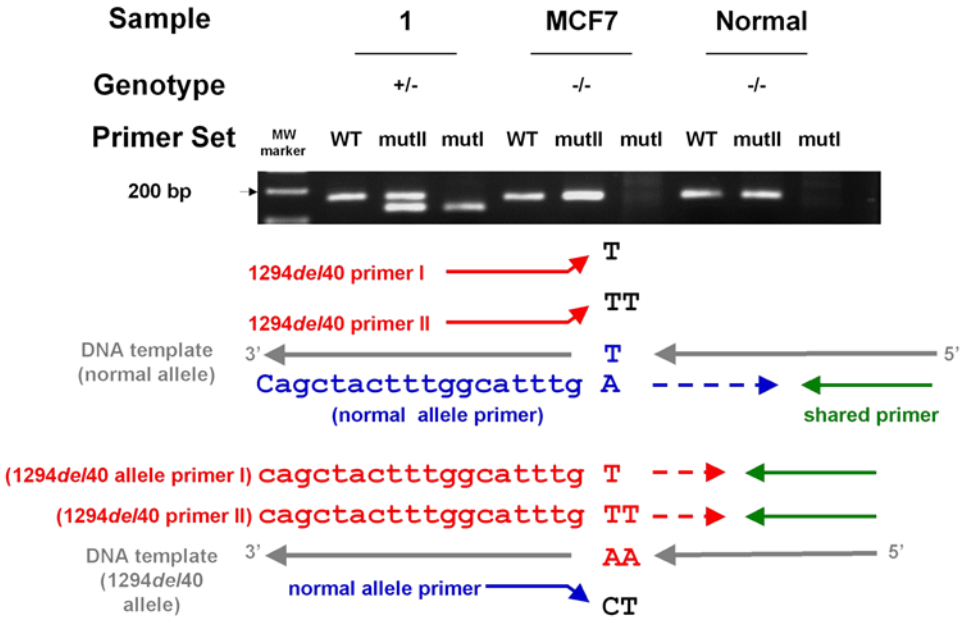 Sample 1 MCF7 Normal
Genotype +/- -/- -/-
Primer Set MW marker WT mutII mutI WT mutII mutI WT mutII mutI
200 bp
T
1294del40 primer I
TT
1294del40 primer II
DNA template
(normal allele)
3’ T 5’
Cagctactttggcatttg A
(normal allele primer)
shared primer
(1294del40 allele primer I) cagctactttggcatttg T
(1294del40 primer II) cagctactttggcatttg TT
DNA template
(1294del40
allele)
3’ AA 5’
normal allele primer
CT